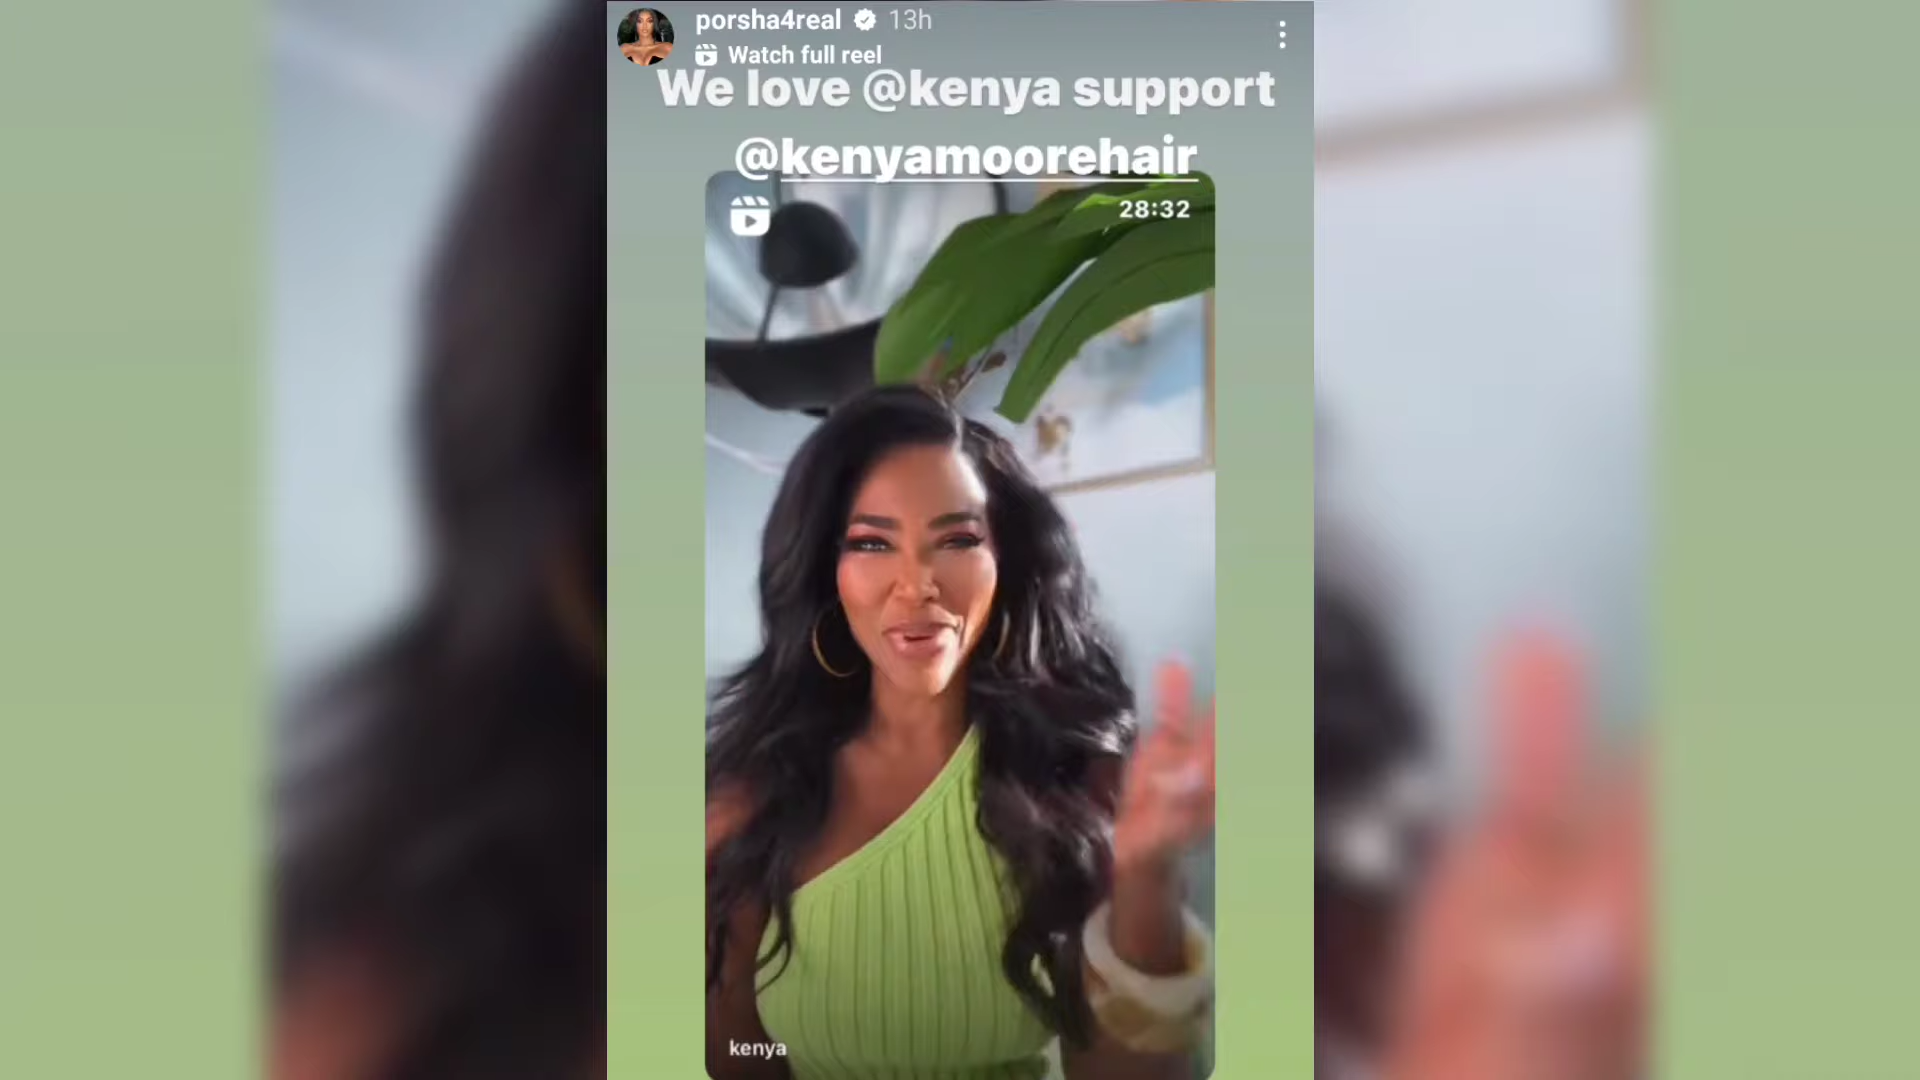 porsha4real 13h
Watch full reel
We love @kenya support
@kenyamoorehair
28:32
kenya